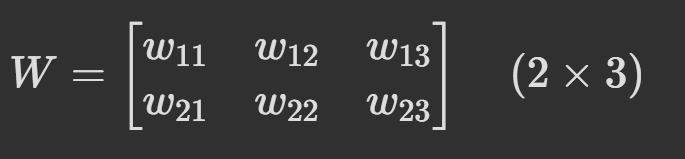 W = [ w₁₁ w₁₂ w₁₃ ] (2 × 3)
[ w₂₁ w₂₂ w₂₃ ]